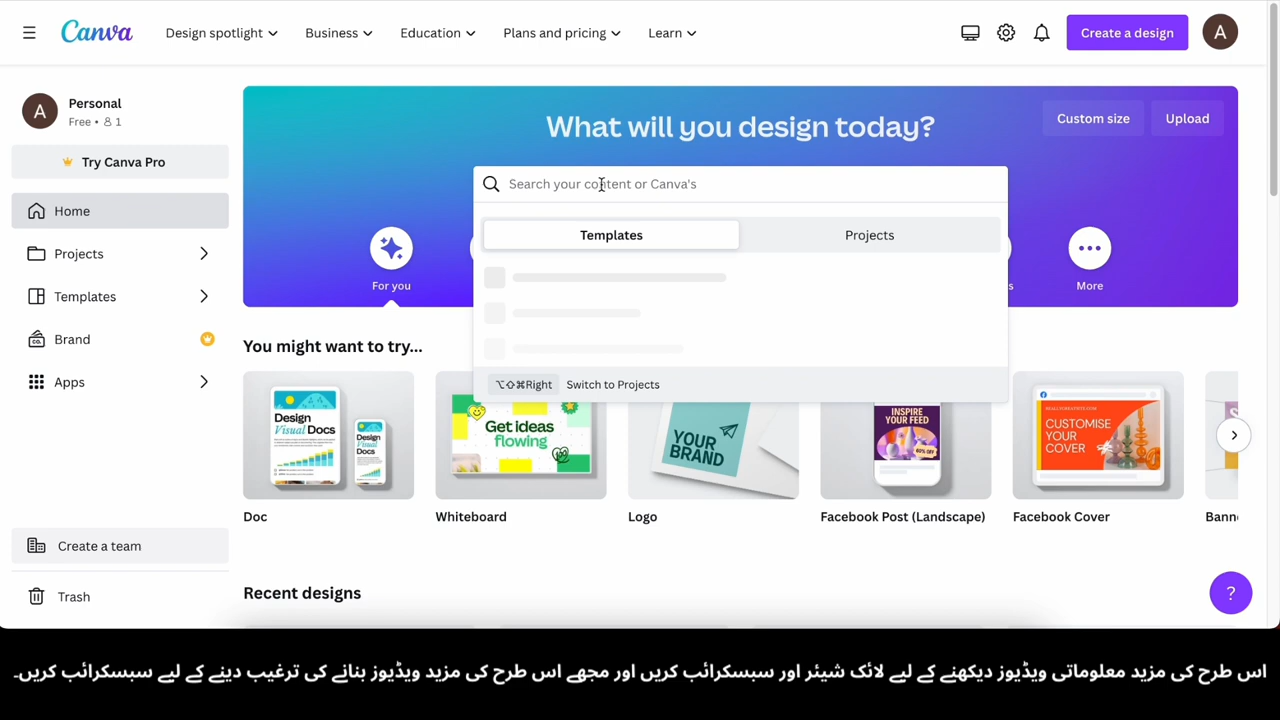 Canva
Design spotlight
Business
Education
Plans and pricing
Learn
Create a design
A
A
Personal
Free • 1
Try Canva Pro
Home
Projects
Templates
Brand
Apps
Create a team
Trash
What will you design today?
Custom size
Upload
Search your content or Canva's
Templates
Projects
For you
s
More
⌥⇧⌘Right
Switch to Projects
You might want to try...
Design
Visual Docs
Design
Visual
Docs
Get ideas
flowing
YOUR
BRAND
INSPIRE
YOUR FEED
CUSTOMISE
YOUR
COVER
Doc
Whiteboard
Logo
Facebook Post (Landscape)
Facebook Cover
Bann
Recent designs
?
اس طرح کی مزید معلوماتی ویڈیوز دیکھنے کے لیے لائک شیئر اور سبسکرائب کریں اور مجھے اس طرح کی مزید ویڈیوز بنانے کی ترغیب دینے کے لیے سبسکرائب کریں۔